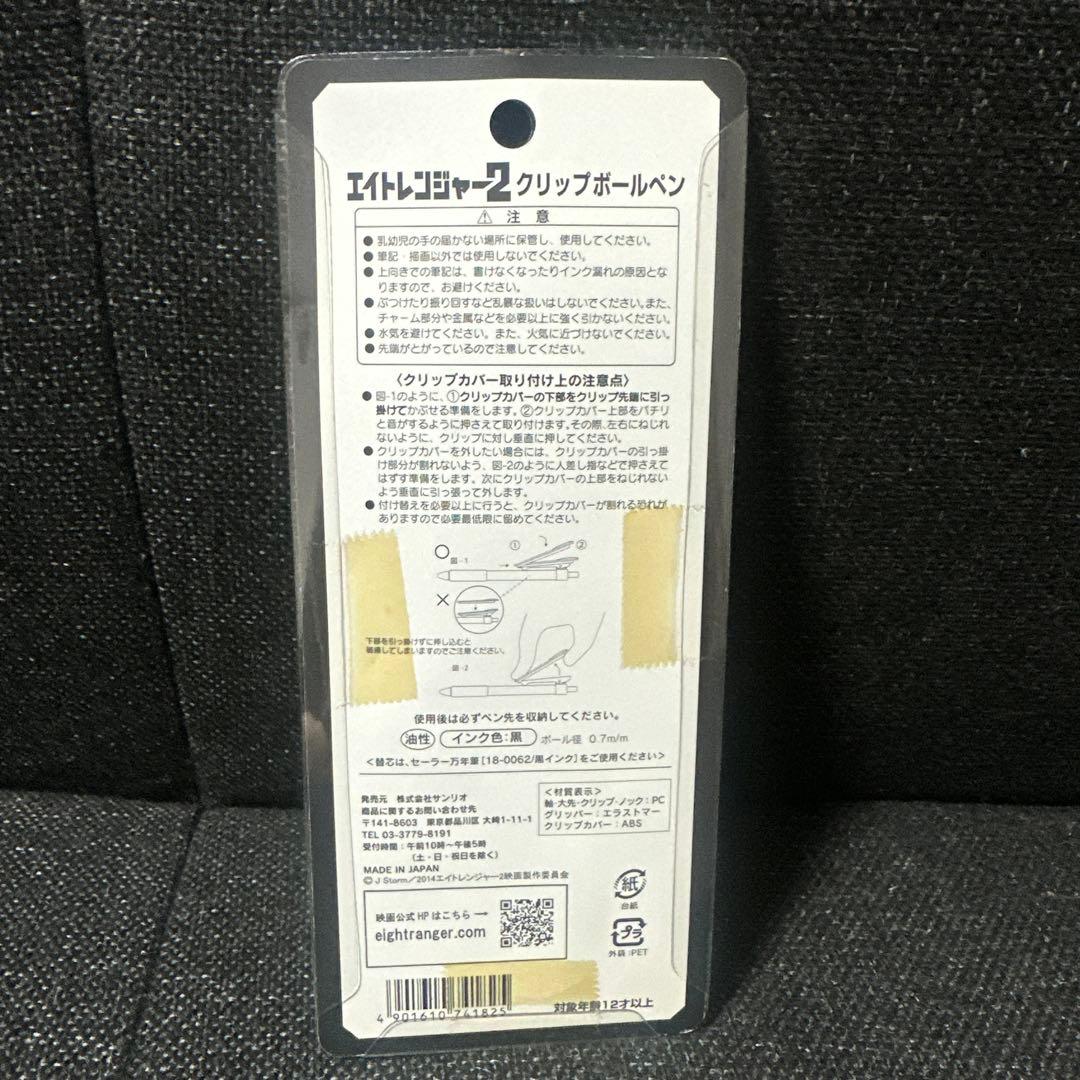 エイトレンジャー2 クリップボールペン
⚠ 注 意
● 乳幼児の手の届かない場所に保管し、使用してください。
● 筆記・描画以外では使用しないでください。
● 上向きでの筆記は、書けなくなったりインク漏れの原因とな
りますので、お避けください。
● ぶつけたり振り回すなど乱暴な扱いはしないでください。また、
チャーム部分や金属などを必要以上に強く引かないください。
● 水気を避けてください。また、火気に近づけないでください。
● 先端がとがっているので注意してください。
〈クリップカバー取り付け上の注意点〉
● 図-1のように、①クリップカバーの下部をクリップ先端に引っ
掛けてかぶせる準備をします。②クリップカバー上部をパチリ
と音がするように押さえて取り付けます。その際、左右にねじれ
ないように、クリップに対し垂直に押してください。
● クリップカバーを外したい場合には、クリップカバーの引っ掛
け部分が割れないよう、図-2のように人差し指などで押さえて
はずす準備をします。次にクリップカバーの上部をねじれない
よう垂直に引っ張って外します。
● 付け替えを必要以上に行うと、クリップカバーが割れる恐れが
ありますので必要最低限に留めてください。
○ 図-1 ① ②
×
下部を引っ掛けずに押し込むと
破損してしまいますのでご注意ください。
図-2
使用後は必ずペン先を収納してください。
油性 インク色：黒 ボール径 0.7m/m
<替芯は、セーラー万年筆[18-0062/黒インク]をご使用ください>
発売元 株式会社サンリオ
商品に関するお問い合わせ先
〒141-8603 東京都品川区 大崎1-11-1
TEL 03-3779-8191
受付時間：午前10時～午後5時
（土・日・祝日を除く）
MADE IN JAPAN
© J Storm／2014エイトレンジャー2映画製作委員会
＜材質表示＞
軸・大先・クリップ・ノック：PC
グリッパー：エラストマー
クリップカバー：ABS
映画公式HPはこちら→
eightranger.com
紙
台紙
プラ
外袋:PET
4 901610 741825
対象年齢12才以上